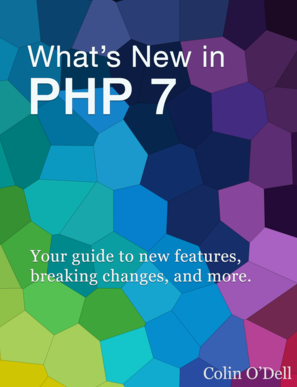 What's New in
PHP 7
Your guide to new features,
breaking changes, and more.
Colin O'Dell